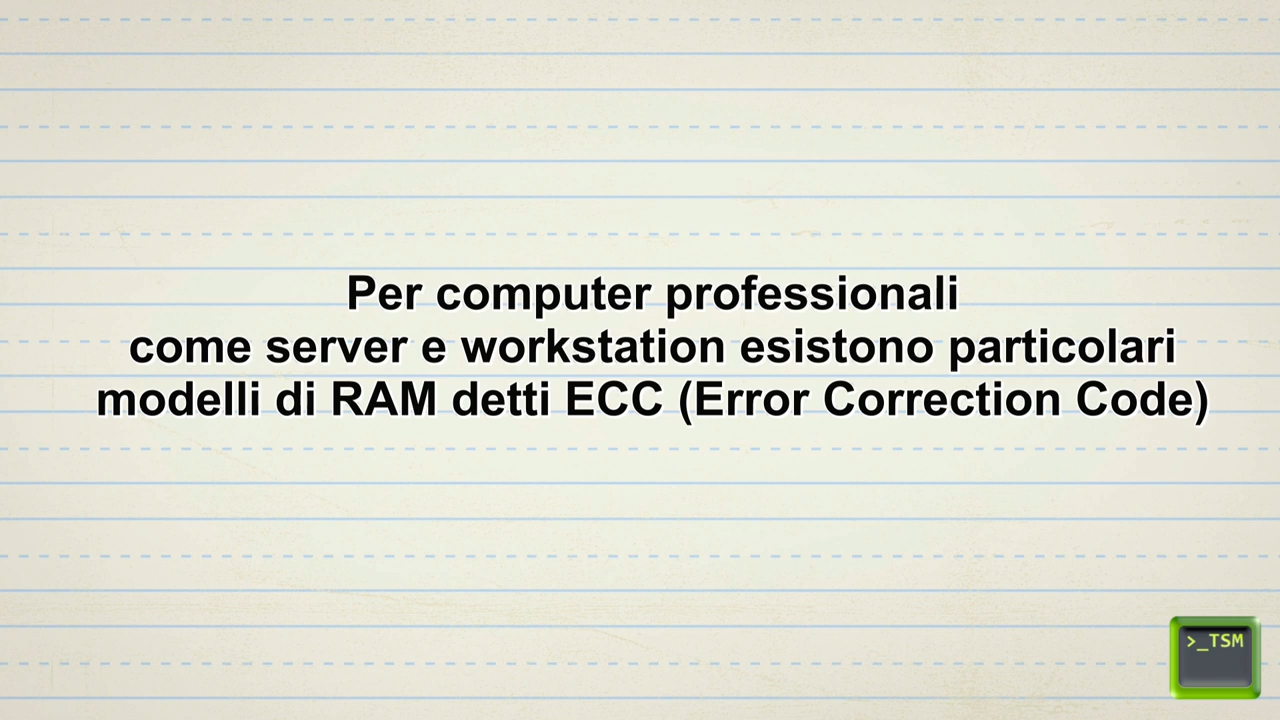 Per computer professionali
come server e workstation esistono particolari
modelli di RAM detti ECC (Error Correction Code)
>_TSM